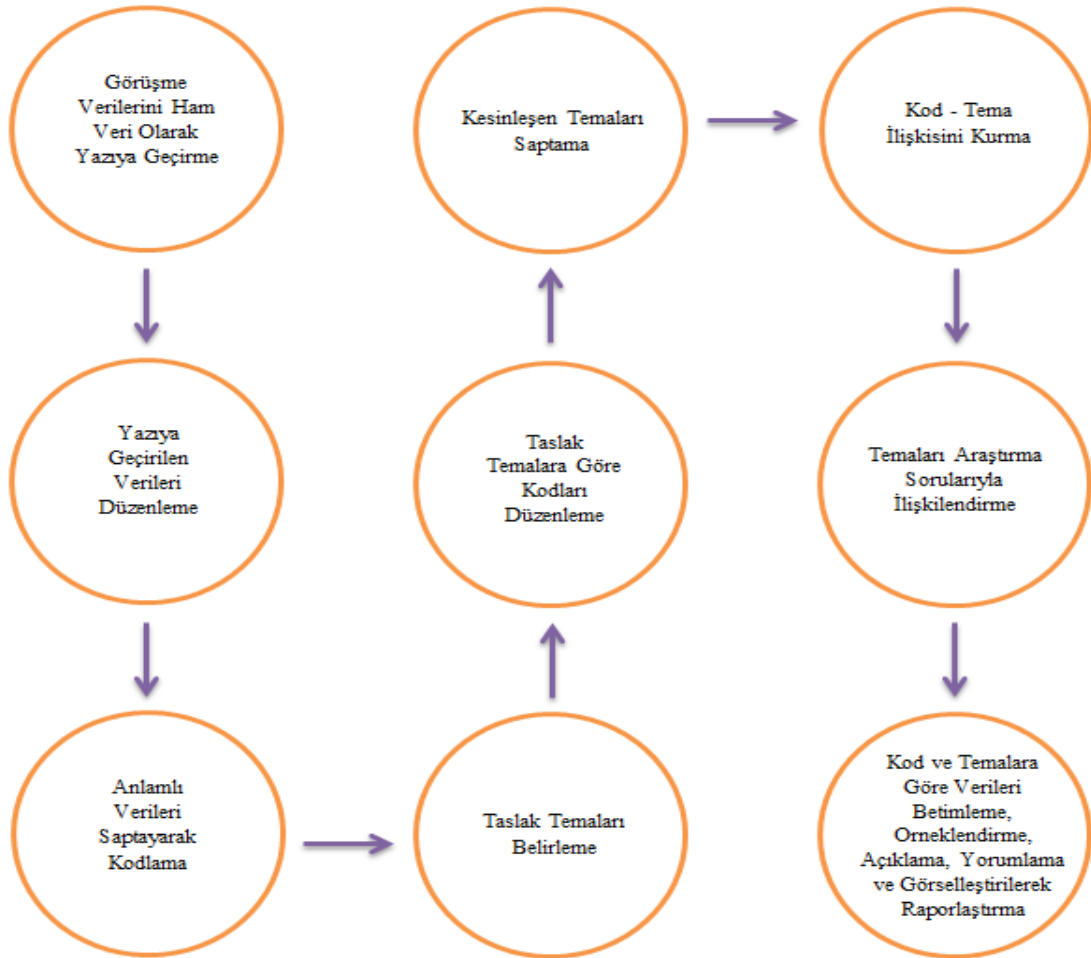 Görüşme
Verilerini Ham
Veri Olarak
Yazıya Geçirme
Yazıya
Geçirilen
Verileri
Düzenleme
Anlamlı
Verileri
Saptayarak
Kodlama
Taslak Temaları
Belirleme
Taslak
Temalara Göre
Kodları
Düzenleme
Kesinleşen Temaları
Saptama
Kod - Tema
İlişkisini Kurma
Temaları Araştırma
Sorularıyla
İlişkilendirme
Kod ve Temalara
Göre Verileri
Betimleme,
Orneklendirme,
Açıklama, Yorumlama
ve Görselleştirilerek
Raporlaştırma